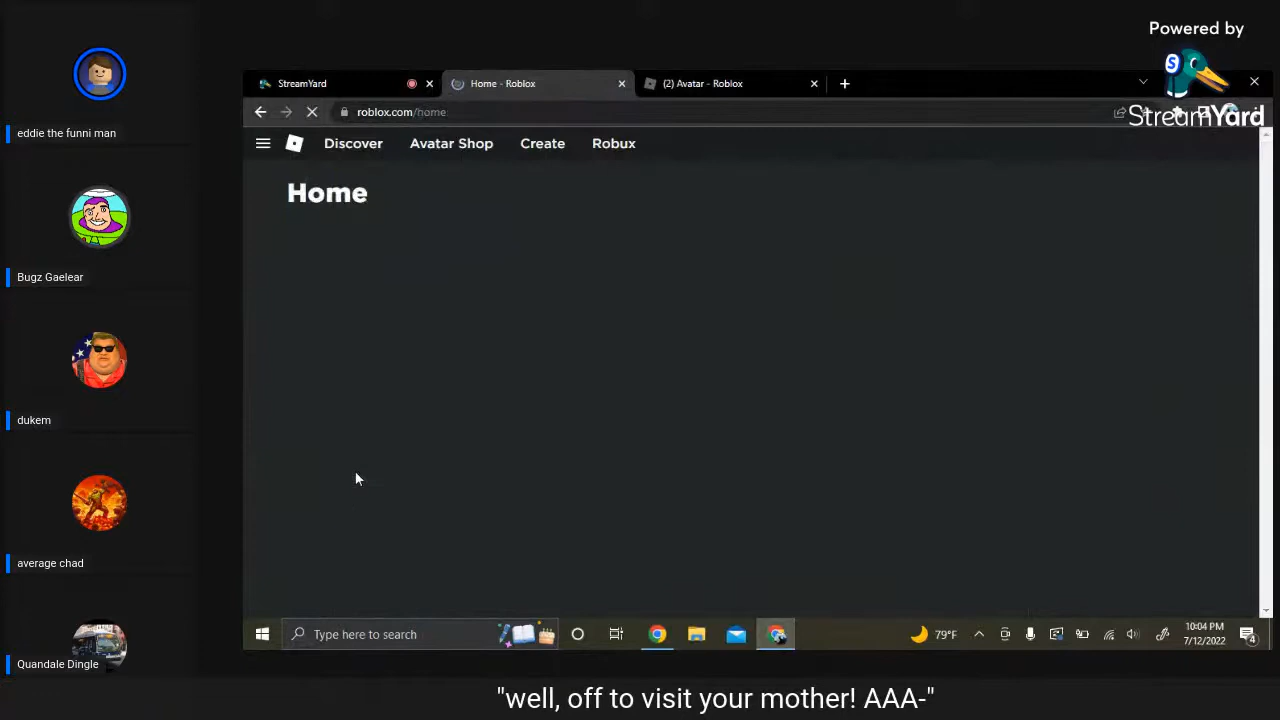 Powered by
StreamYard
StreamYard
Home - Roblox
(2) Avatar - Roblox
roblox.com/home
Discover
Avatar Shop
Create
Robux
Home
eddie the funni man
Bugz Gaelear
dukem
average chad
Quandale Dingle
Type here to search
79°F
10:04 PM
7/12/2022
4
"well, off to visit your mother! AAA-"